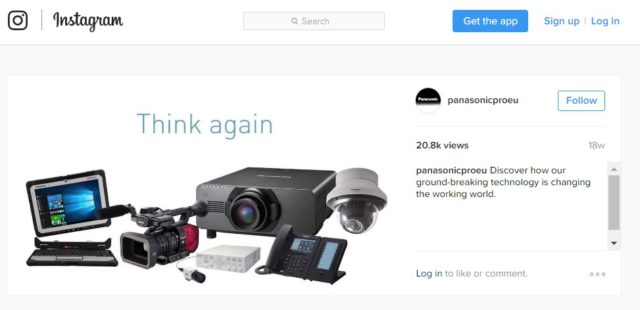 Instagram
Search
Get the app
Sign up | Log in
Think again
Panasonic
panasonicproeu
Follow
20.8k views
18w
panasonicproeu Discover how our
ground-breaking technology is changing
the working world.
Log in to like or comment.